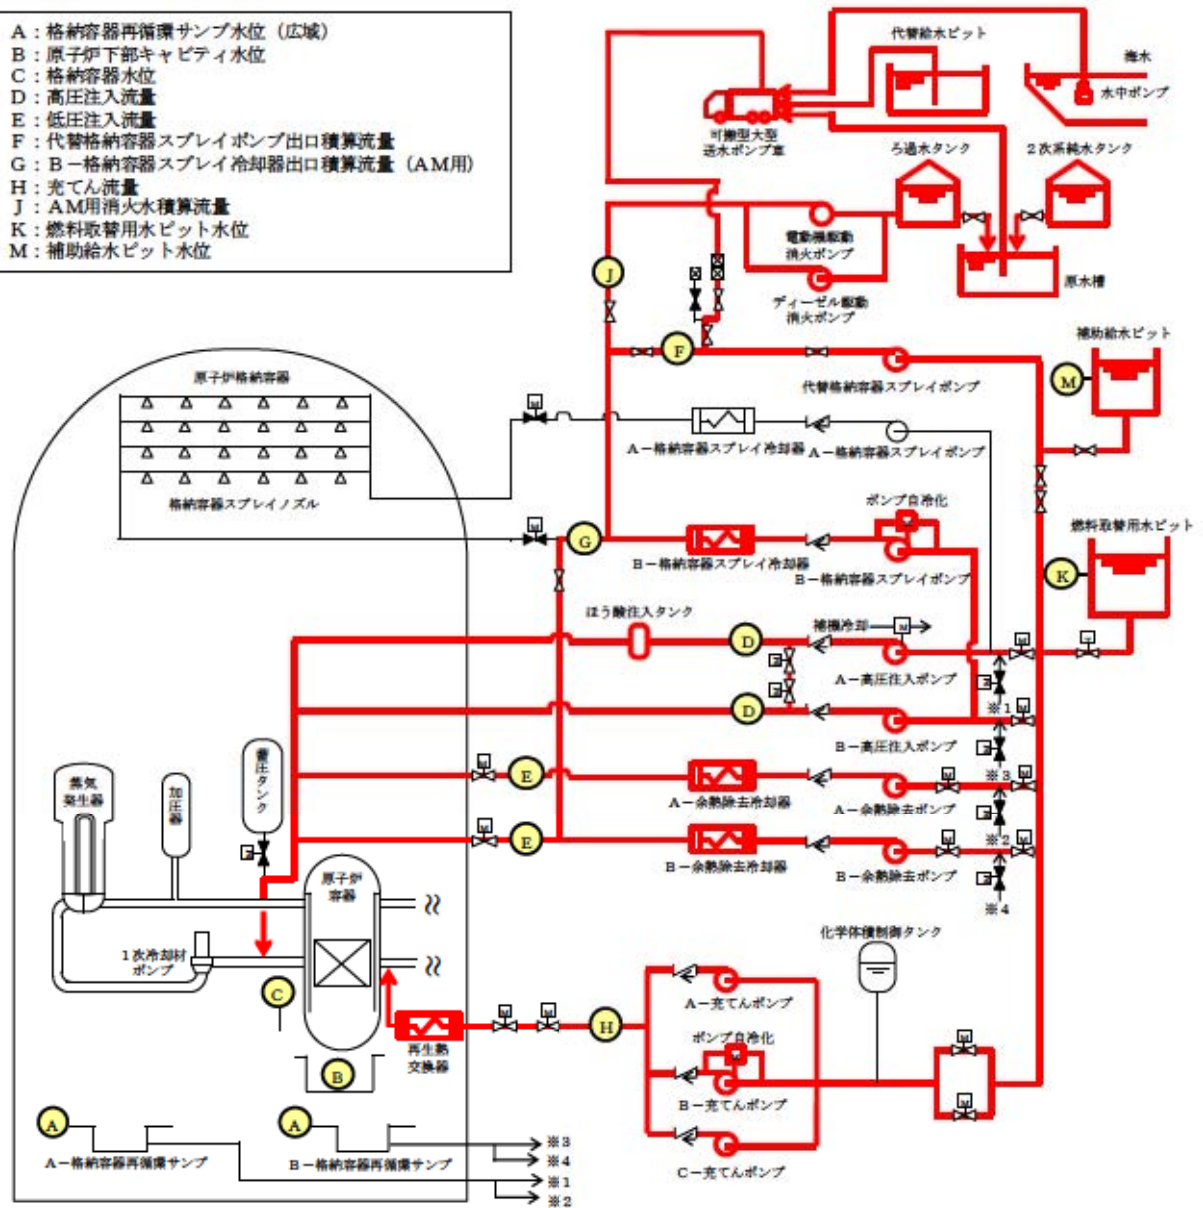 A：格納容器再循環サンプ水位（広域）
B：原子炉下部キャビティ水位
C：格納容器水位
D：高圧注入流量
E：低圧注入流量
F：代替格納容器スプレイポンプ出口積算流量
G：B－格納容器スプレイ冷却器出口積算流量（AM用）
H：充てん流量
J：AM用消火水積算流量
K：燃料取替用水ピット水位
M：補助給水ピット水位
代替給水ピット
海水
水中ポンプ
可搬型大型
送水ポンプ車
ろ過水タンク
2次系純水タンク
電動機駆動
消火ポンプ
原水槽
J
ディーゼル駆動
消火ポンプ
補助給水ピット
F
M
代替格納容器スプレイポンプ
原子炉格納容器
M
A－格納容器スプレイ冷却器
A－格納容器スプレイポンプ
格納容器スプレイノズル
ポンプ自冷化
M
燃料取替用水ピット
M
G
B－格納容器スプレイ冷却器
B－格納容器スプレイポンプ
K
ほう酸注入タンク
補機冷却
M
D
M
A－高圧注入ポンプ
※1
D
M
B－高圧注入ポンプ
※3
蓄圧タンク
蒸気
発生器
加圧器
M
E
M
M
A－余熱除去冷却器
A－余熱除去ポンプ
※2
M
E
M
M
B－余熱除去冷却器
B－余熱除去ポンプ
※4
原子炉
容器
化学体積制御タンク
1次冷却材
ポンプ
C
A－充てんポンプ
M
M
H
再生熱
交換器
ポンプ自冷化
M
M
B
B－充てんポンプ
M
A
A
A－格納容器再循環サンプ
B－格納容器再循環サンプ
※3
※4
※1
※2
C－充てんポンプ